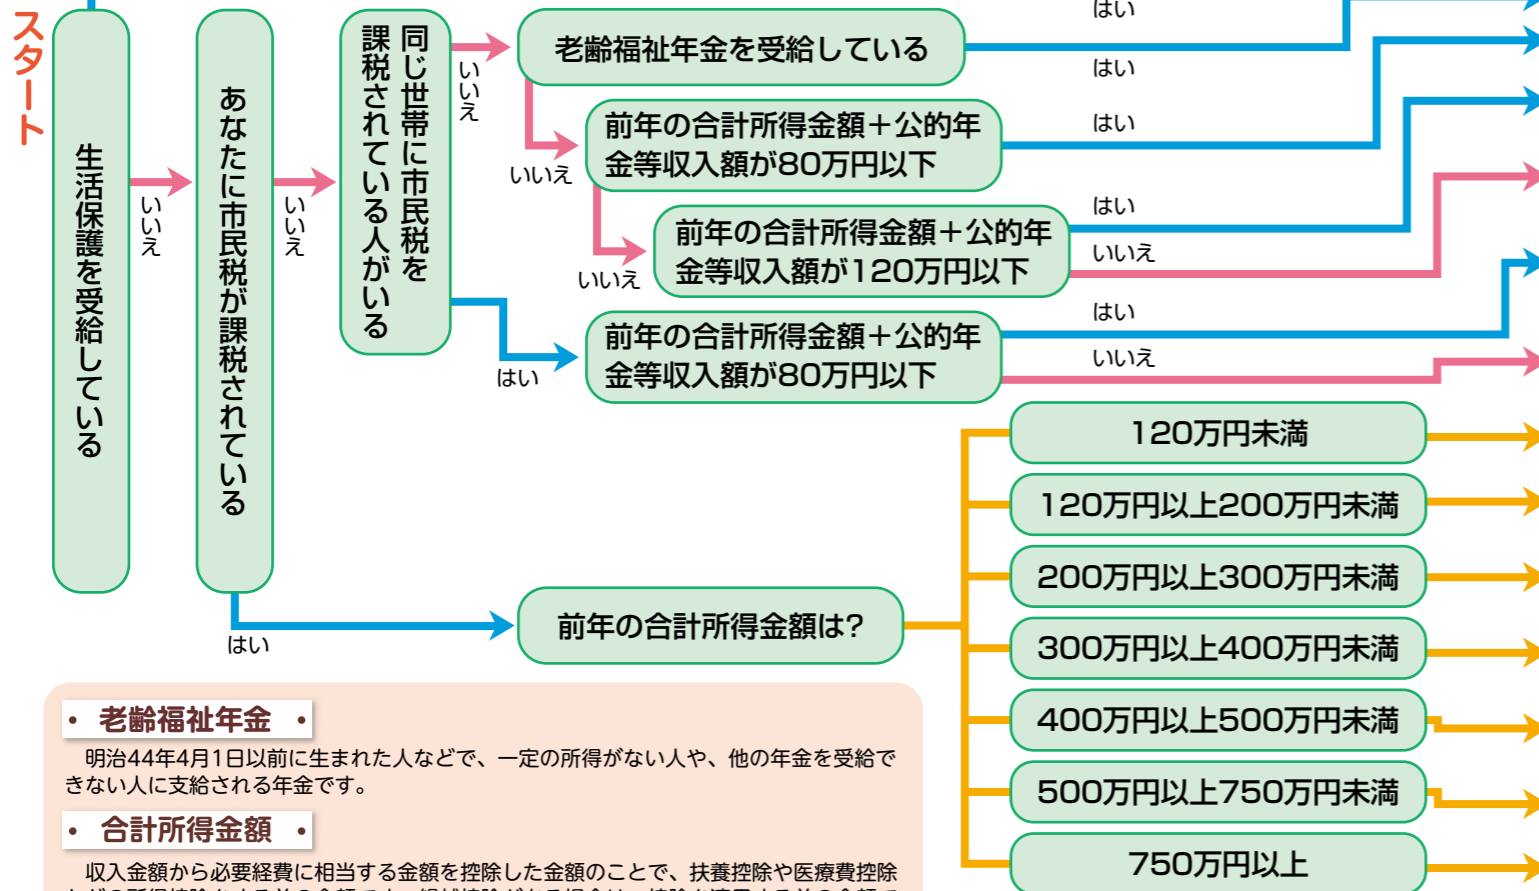 スタート
生活保護を受給している
いいえ
あなたに市民税が課税されている
いいえ
はい
同じ世帯に市民税を
課税されている人がいる
いいえ
はい
老齢福祉年金を受給している
はい
はい
いいえ
前年の合計所得金額＋公的年
金等収入額が80万円以下
はい
いいえ
前年の合計所得金額＋公的年
金等収入額が120万円以下
はい
いいえ
前年の合計所得金額＋公的年
金等収入額が80万円以下
はい
いいえ
前年の合計所得金額は?
120万円未満
120万円以上200万円未満
200万円以上300万円未満
300万円以上400万円未満
400万円以上500万円未満
500万円以上750万円未満
750万円以上
・ 老齢福祉年金 ・
明治44年4月1日以前に生まれた人などで、一定の所得がない人や、他の年金を受給で
きない人に支給される年金です。
・ 合計所得金額 ・
収入金額から必要経費に相当する金額を控除した金額のことで、扶養控除や医療費控除